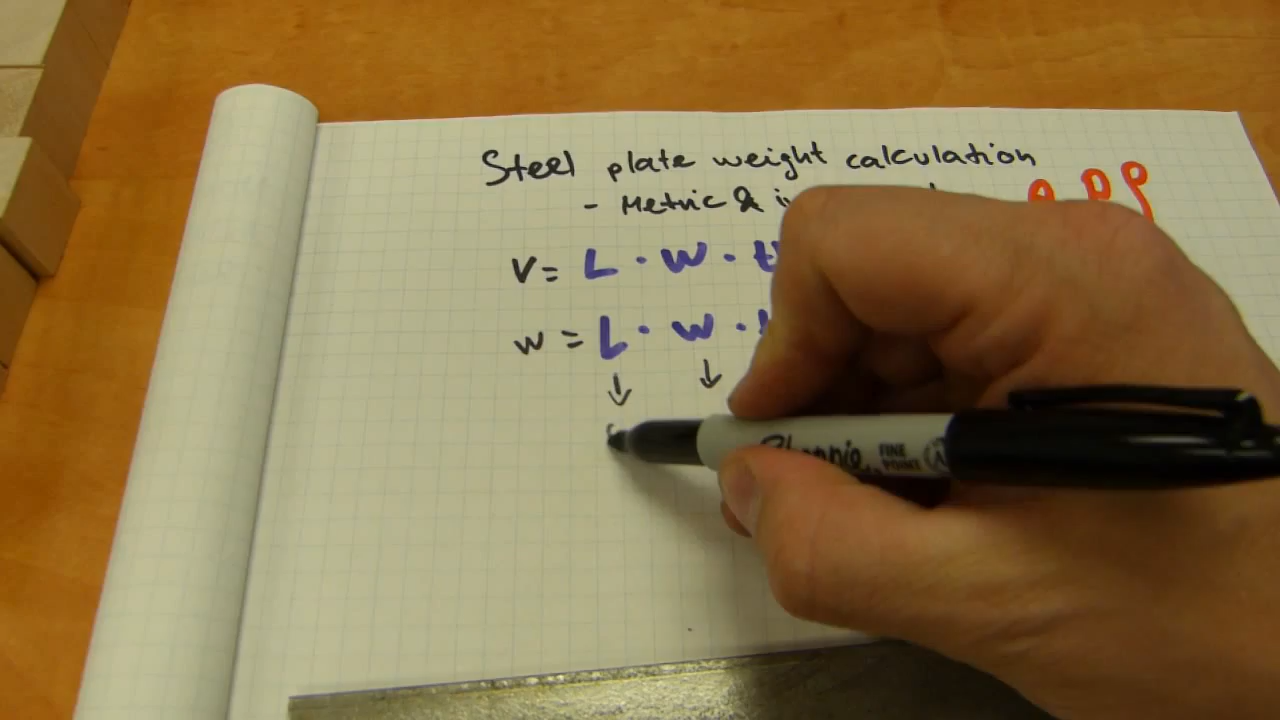 Steel plate weight calculation
- Metric &
ρ ρ
V = L · W ·
w = L · w ·
↓ ↓
Sharpie FINE POINT